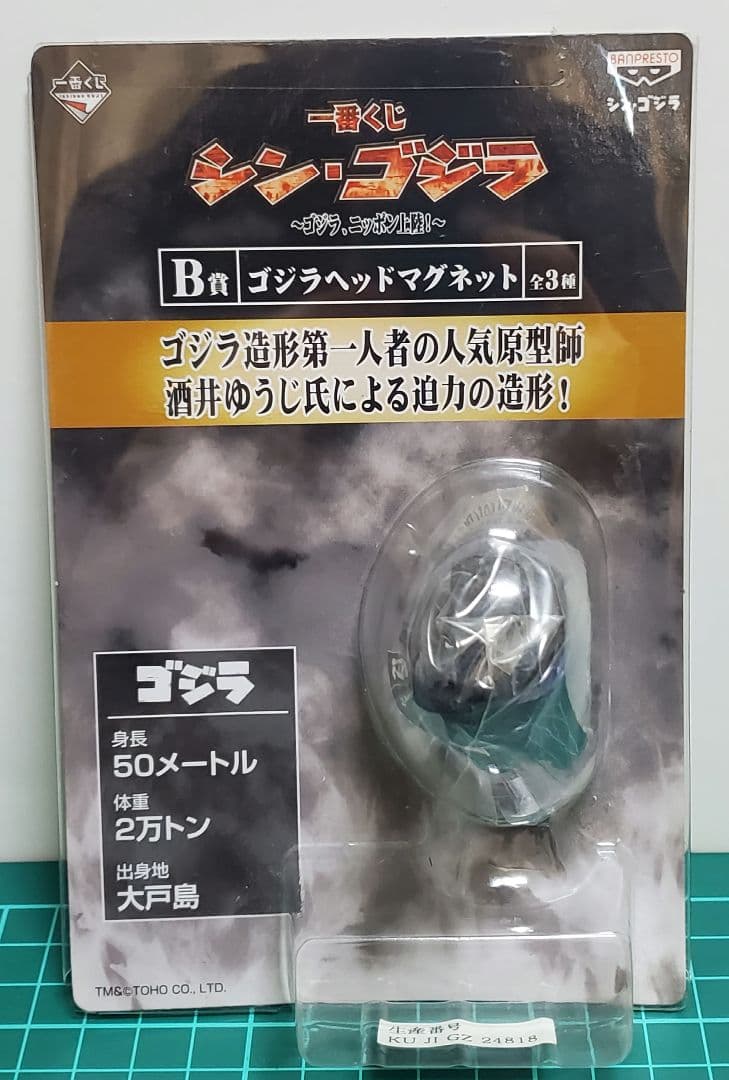 一番くじ
BANPRESTO
シン・ゴジラ
一番くじ
シン・ゴジラ
～ゴジラ、ニッポン上陸！～
B賞 ゴジラヘッドマグネット 全3種
ゴジラ造形第一人者の人気原型師
酒井ゆうじ氏による迫力の造形！
ゴジラ
身長
50メートル
体重
2万トン
出身地
大戸島
TM&©TOHO CO., LTD.
生産番号
KU JI GZ 24818